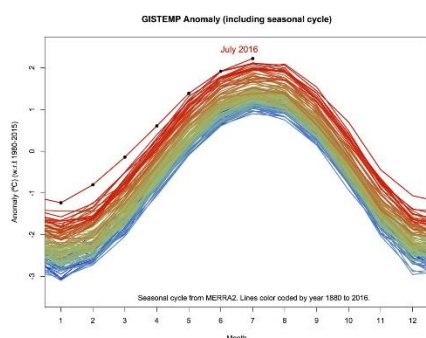 GISTEMP Anomaly (including seasonal cycle)
July 2016
Anomaly (ºC) (w.r.t 1980-2015)
2
1
0
-1
-2
-3
Seasonal cycle from MERRA2. Lines color coded by year 1880 to 2016.
1 2 3 4 5 6 7 8 9 10 11 12
Month